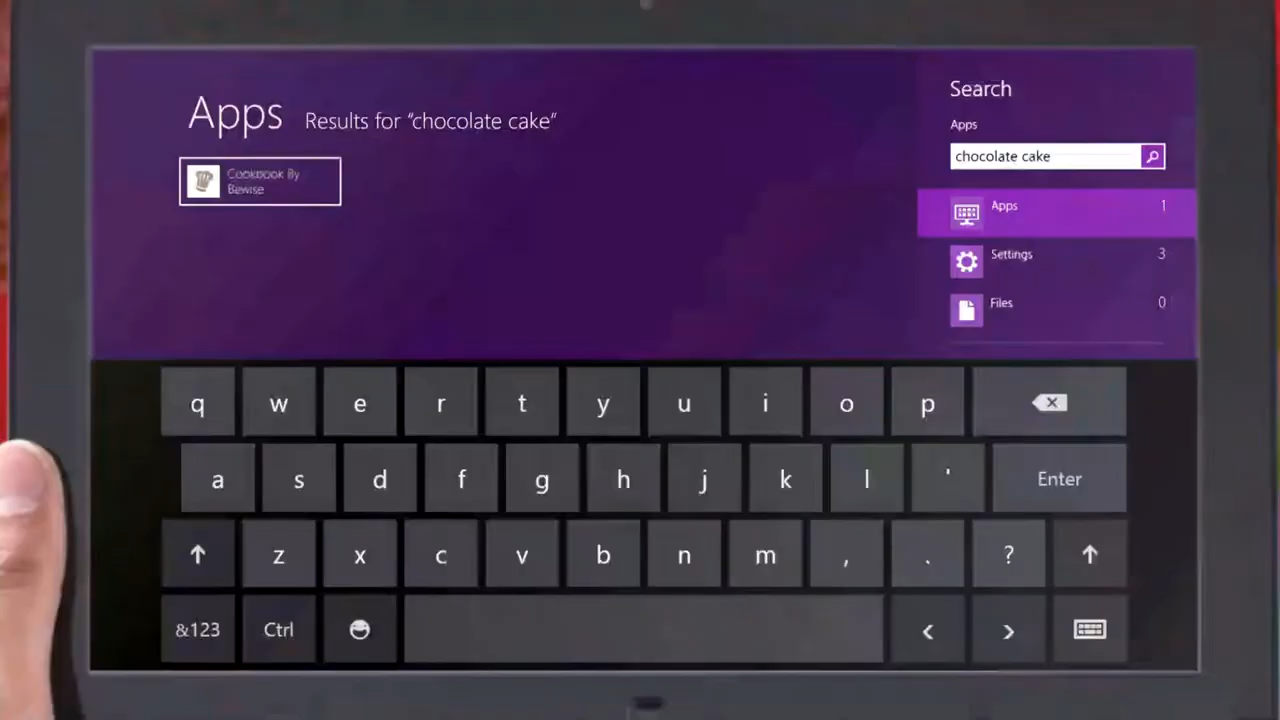 Apps Results for “chocolate cake”
Cookbook By
Bewise
Search
Apps
chocolate cake
Apps 1
Settings 3
Files 0
q w e r t y u i o p
a s d f g h j k l ' Enter
z x c v b n m , . ?
&123 Ctrl < >